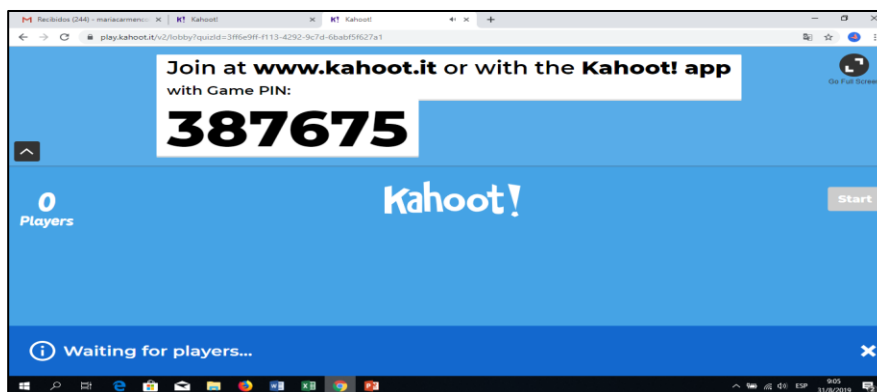 Recibidos (244) - mariacarmenc
Kahoot!
Kahoot!
play.kahoot.it/v2/lobby?quizId=3ff6e9ff-f113-4292-9c7d-6babf5f627a1
Join at www.kahoot.it or with the Kahoot! app
with Game PIN:
387675
Go Full Screen
0
Players
Kahoot!
Start
Waiting for players...
ESP
9:05
31/8/2019